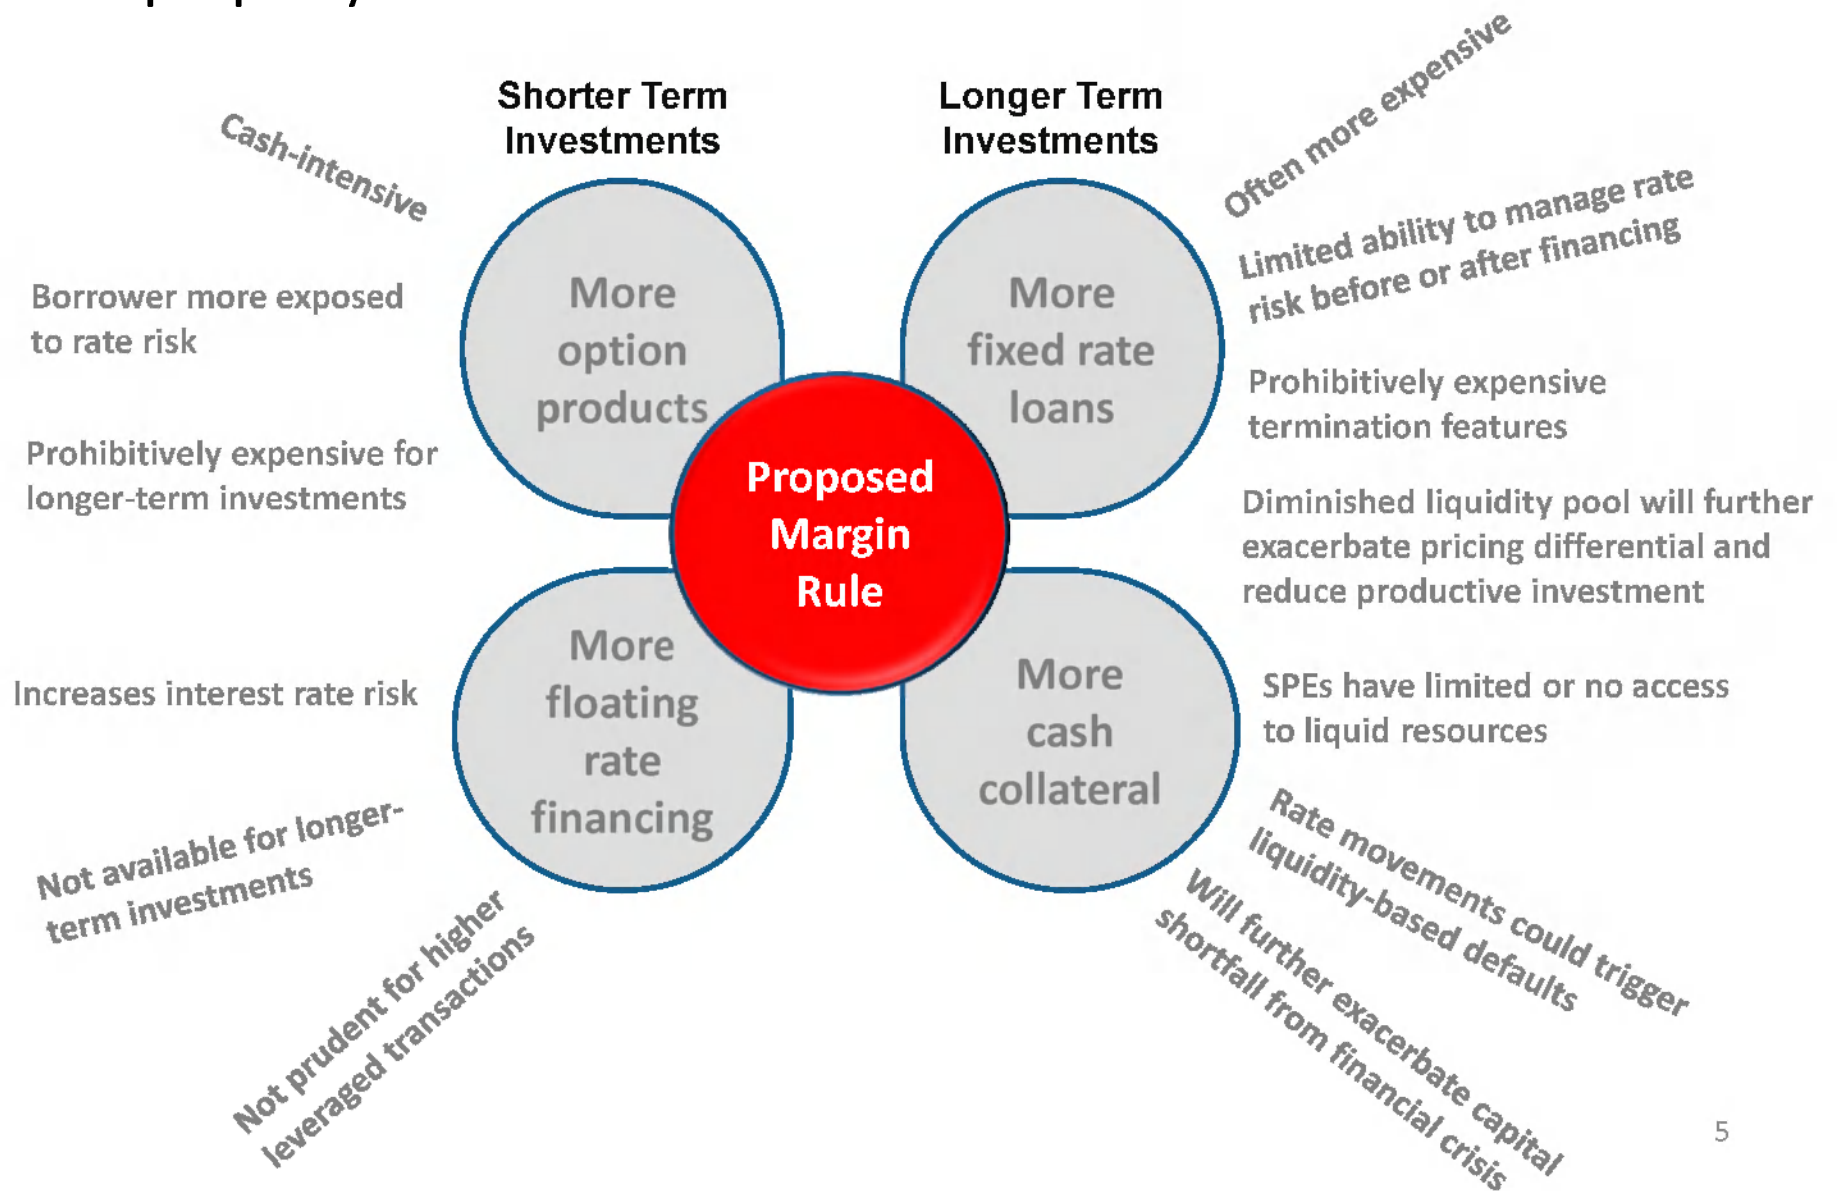 Shorter Term
Investments
Longer Term
Investments
Cash-intensive
Borrower more exposed
to rate risk
Prohibitively expensive for
longer-term investments
More
option
products
More
fixed rate
loans
Often more expensive
Limited ability to manage rate
risk before or after financing
Prohibitively expensive
termination features
Diminished liquidity pool will further
exacerbate pricing differential and
reduce productive investment
Proposed
Margin
Rule
Increases interest rate risk
Not available for longer-
term investments
Not prudent for higher
leveraged transactions
More
floating
rate
financing
More
cash
collateral
SPEs have limited or no access
to liquid resources
Rate movements could trigger
liquidity-based defaults
Will further exacerbate capital
shortfall from financial crisis
5